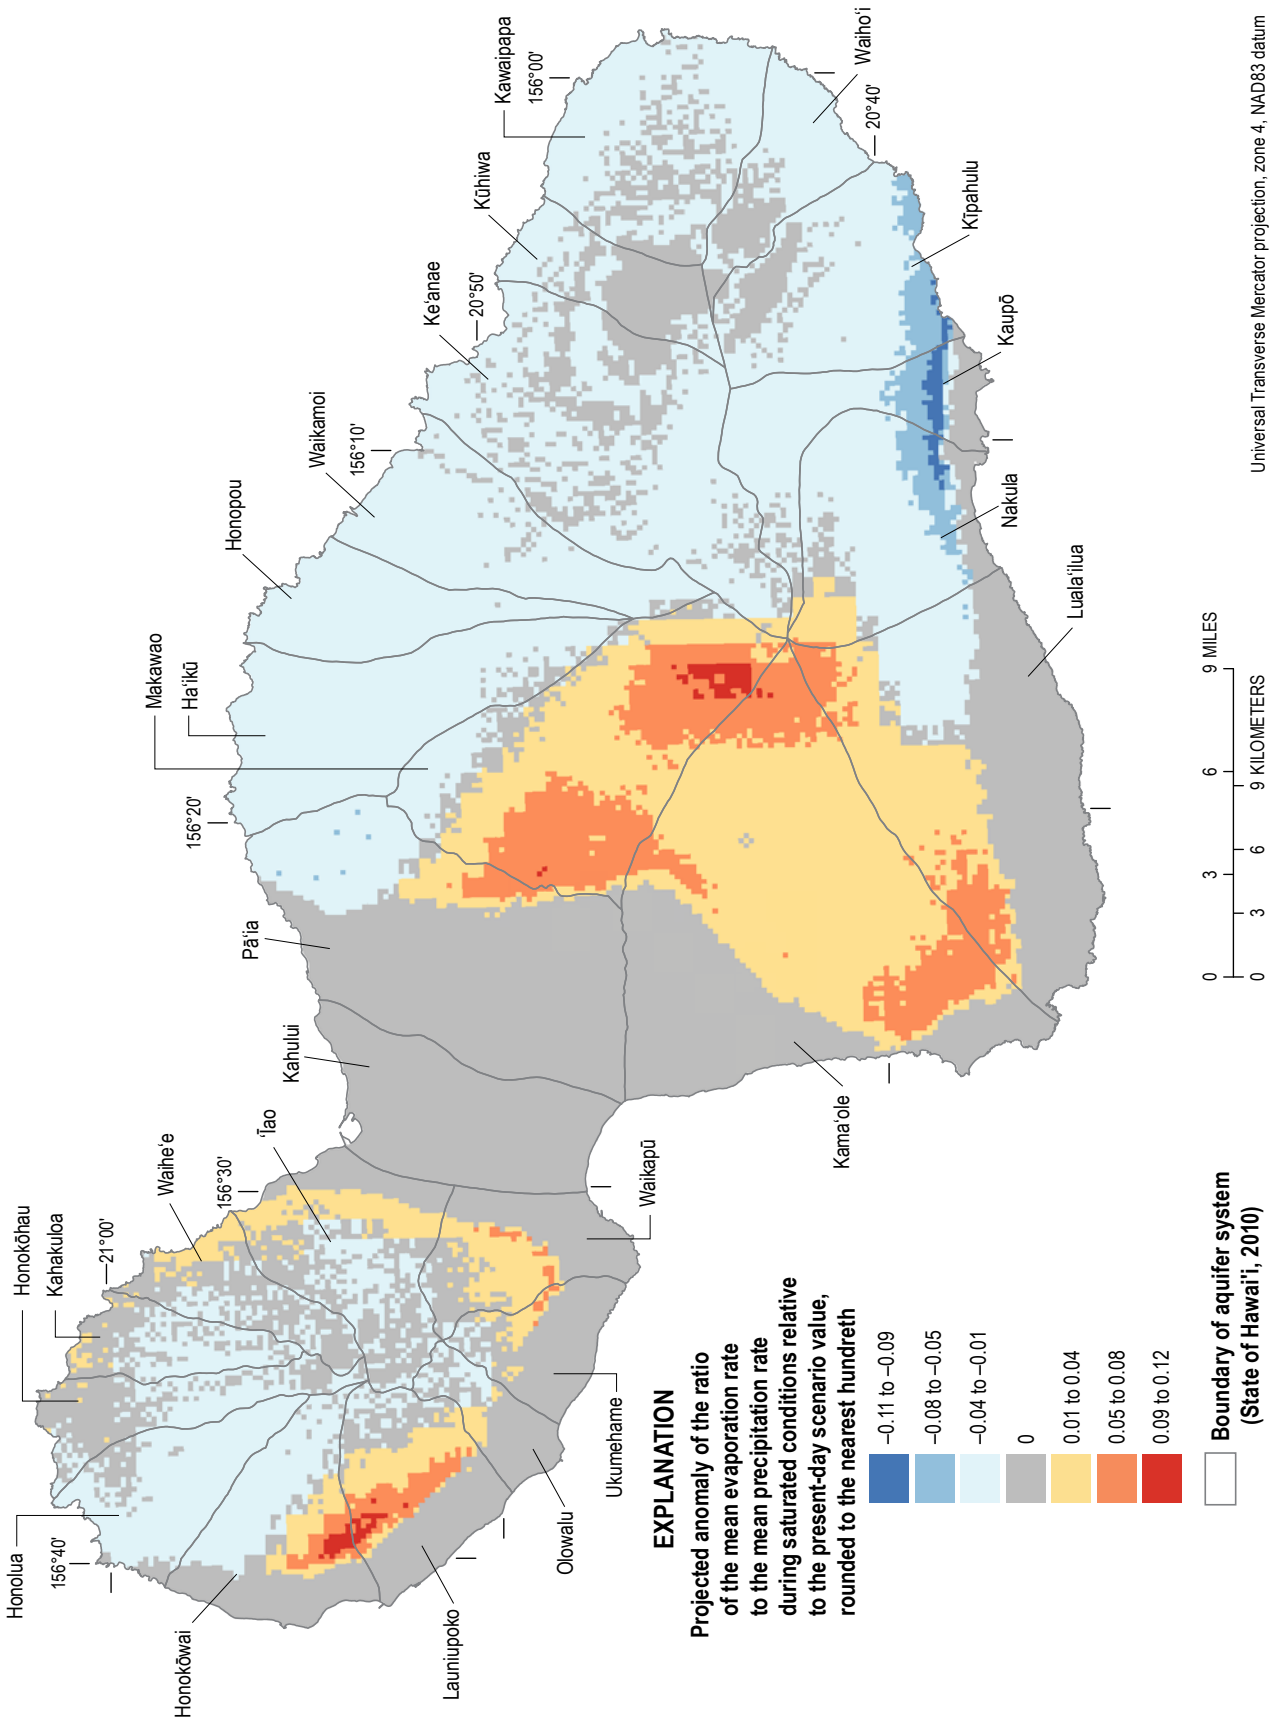 Honolua
Honokōhau
Kahakuloa
Waiheʻe
ʻĪao
Kahului
Pāʻia
Makawao
Haʻikū
Honopou
Waikamoi
Keʻanae
Kūhiwa
Kawaipapa
Waihoʻi
Kīpahulu
Kaupō
Nakula
Lualaʻilua
Kamaʻole
Waikapū
Ukumehame
Olowalu
Launiupoko
Honokōwai
156°40'
21°00'
156°30'
156°20'
156°10'
20°50'
156°00'
20°40'
EXPLANATION
Projected anomaly of the ratio
of the mean evaporation rate
to the mean precipitation rate
during saturated conditions relative
to the present-day scenario value,
rounded to the nearest hundreth
–0.11 to –0.09
–0.08 to –0.05
–0.04 to –0.01
0
0.01 to 0.04
0.05 to 0.08
0.09 to 0.12
Boundary of aquifer system
(State of Hawai'i, 2010)
0 3 6 9 MILES
0 3 6 9 KILOMETERS
Universal Transverse Mercator projection, zone 4, NAD83 datum